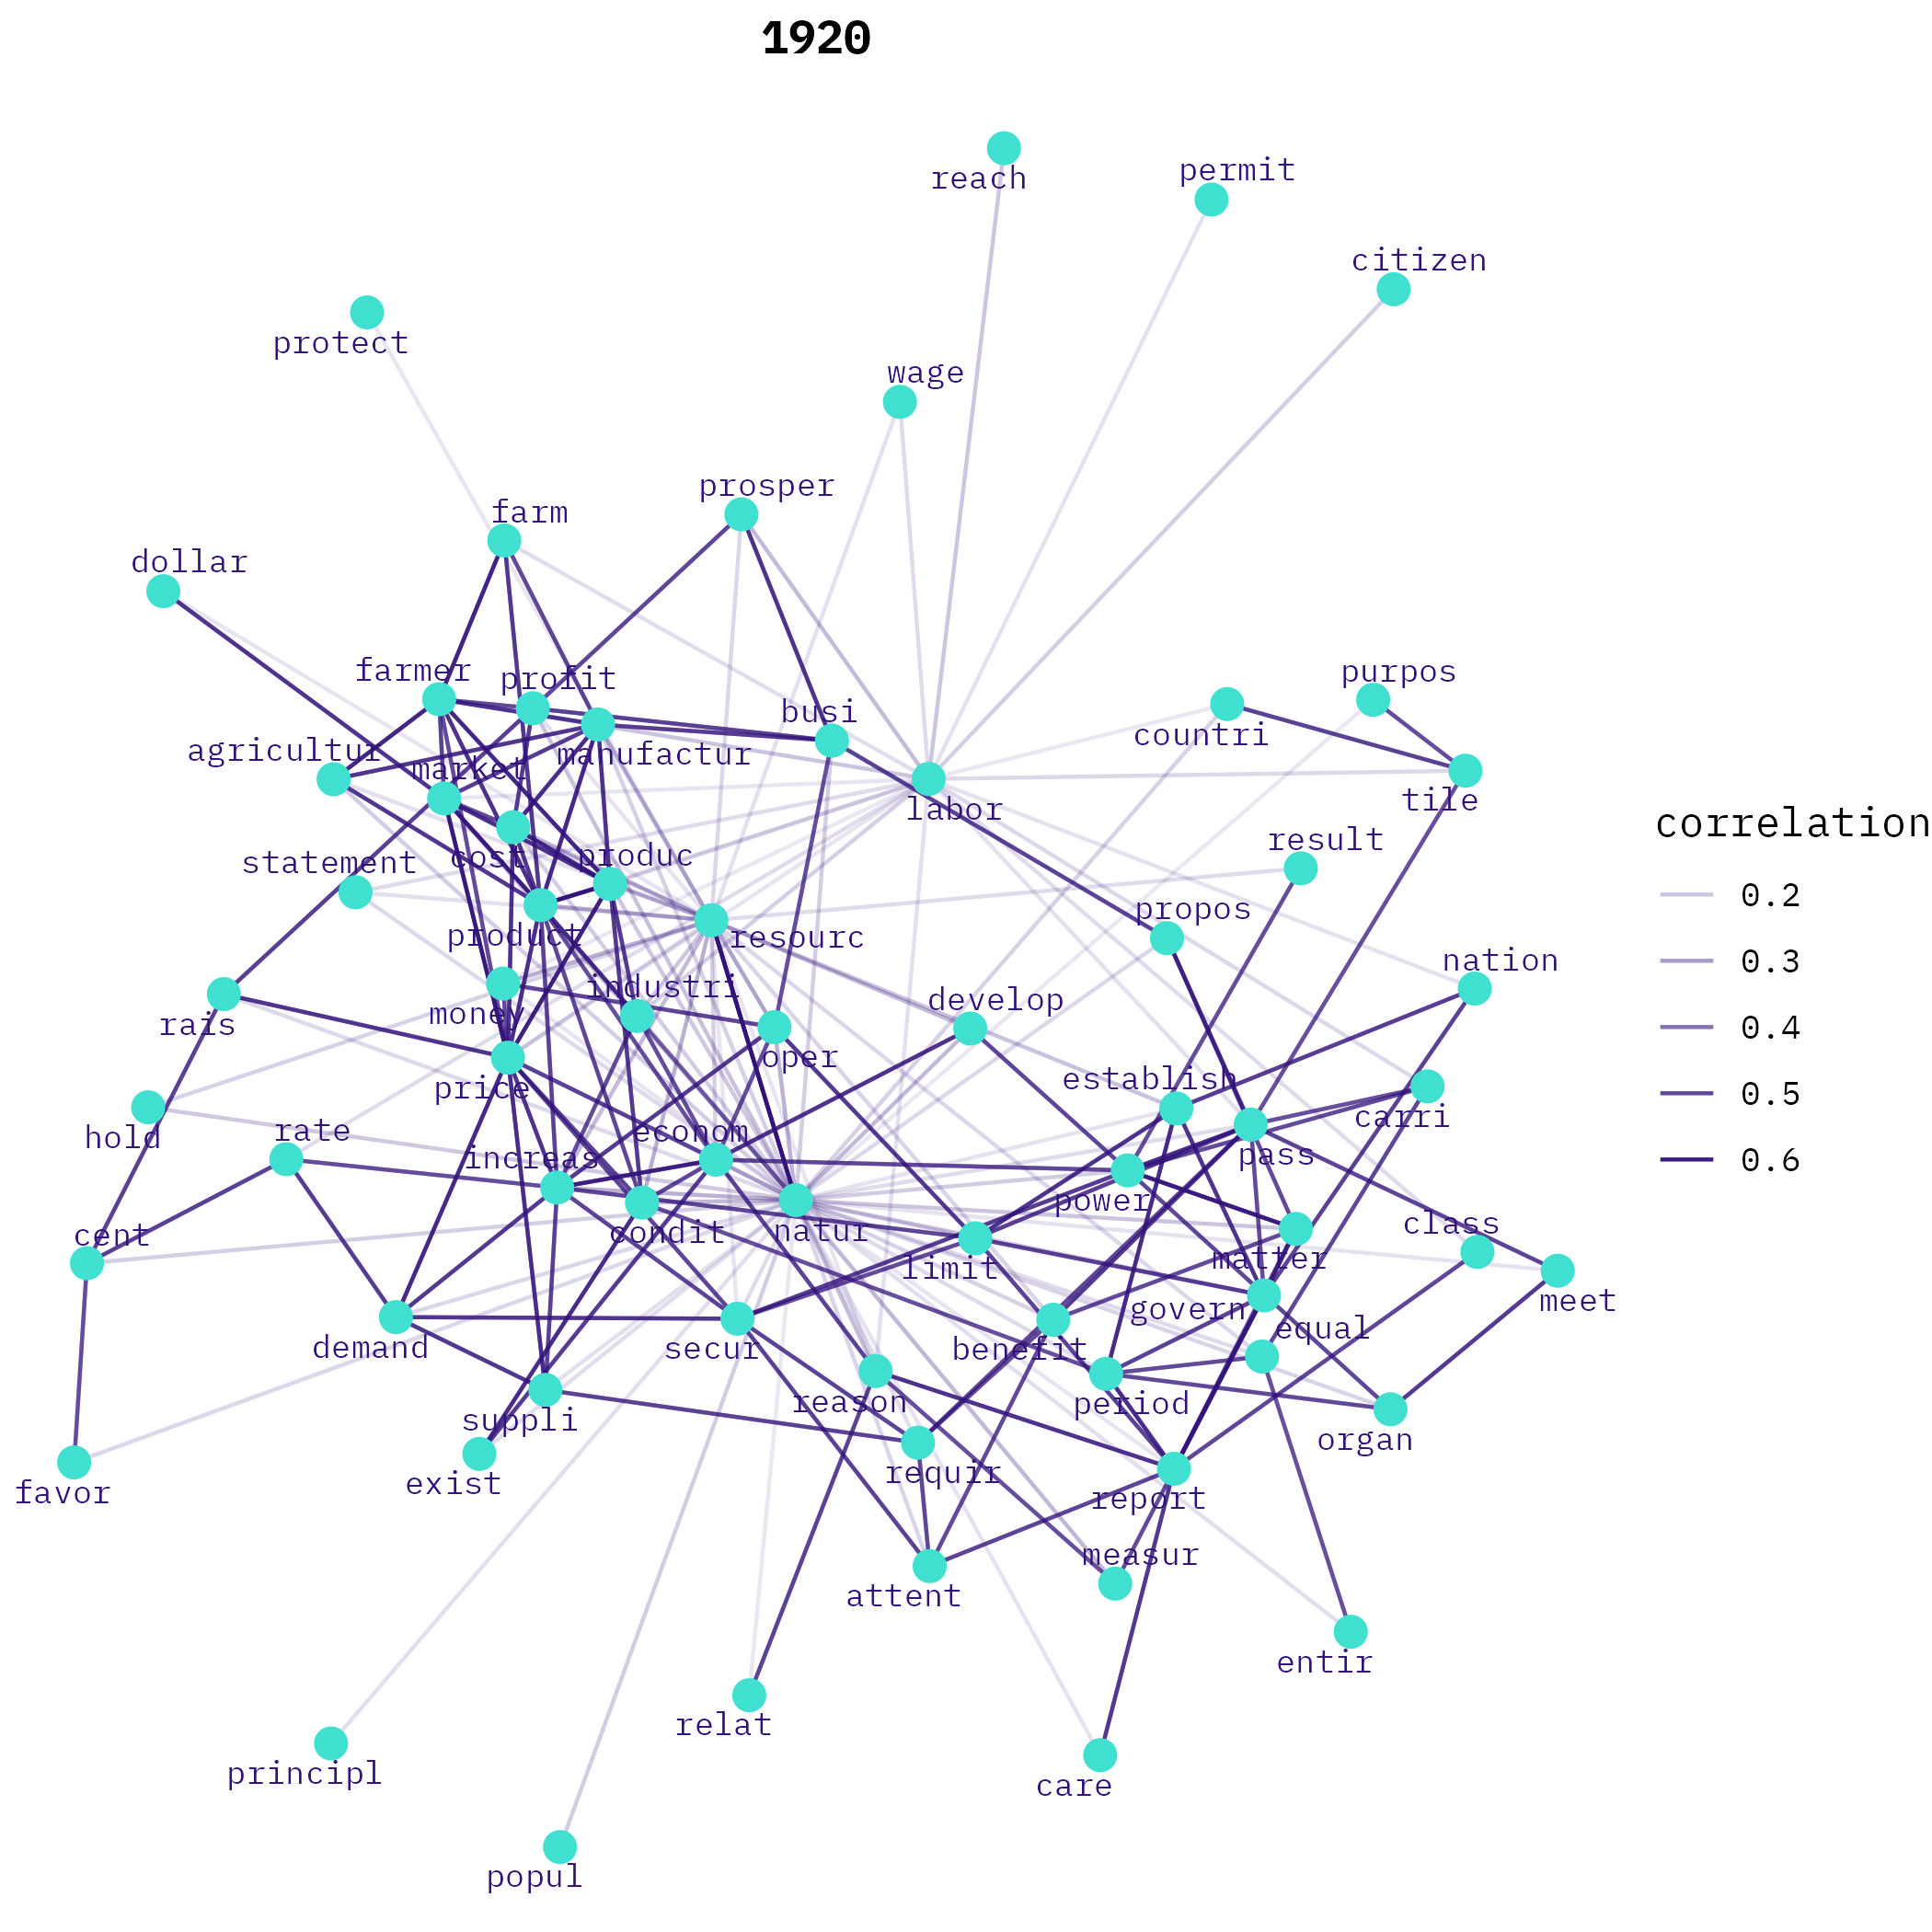 1920
reach
permit
citizen
protect
wage
prosper
farm
dollar
farmer
profit
busi
purpos
countri
agricultur
market
manufactur
labor
tile
result
statement
cost
produc
propos
product
resourc
nation
rais
money
industri
develop
oper
price
establish
carri
hold
rate
econom
increas
pass
power
cent
condit
natur
class
limit
matter
meet
govern
equal
demand
secur
benefit
reason
period
suppli
organ
exist
requir
favor
report
measur
attent
entir
relat
principl
care
popul
correlation
0.2
0.3
0.4
0.5
0.6